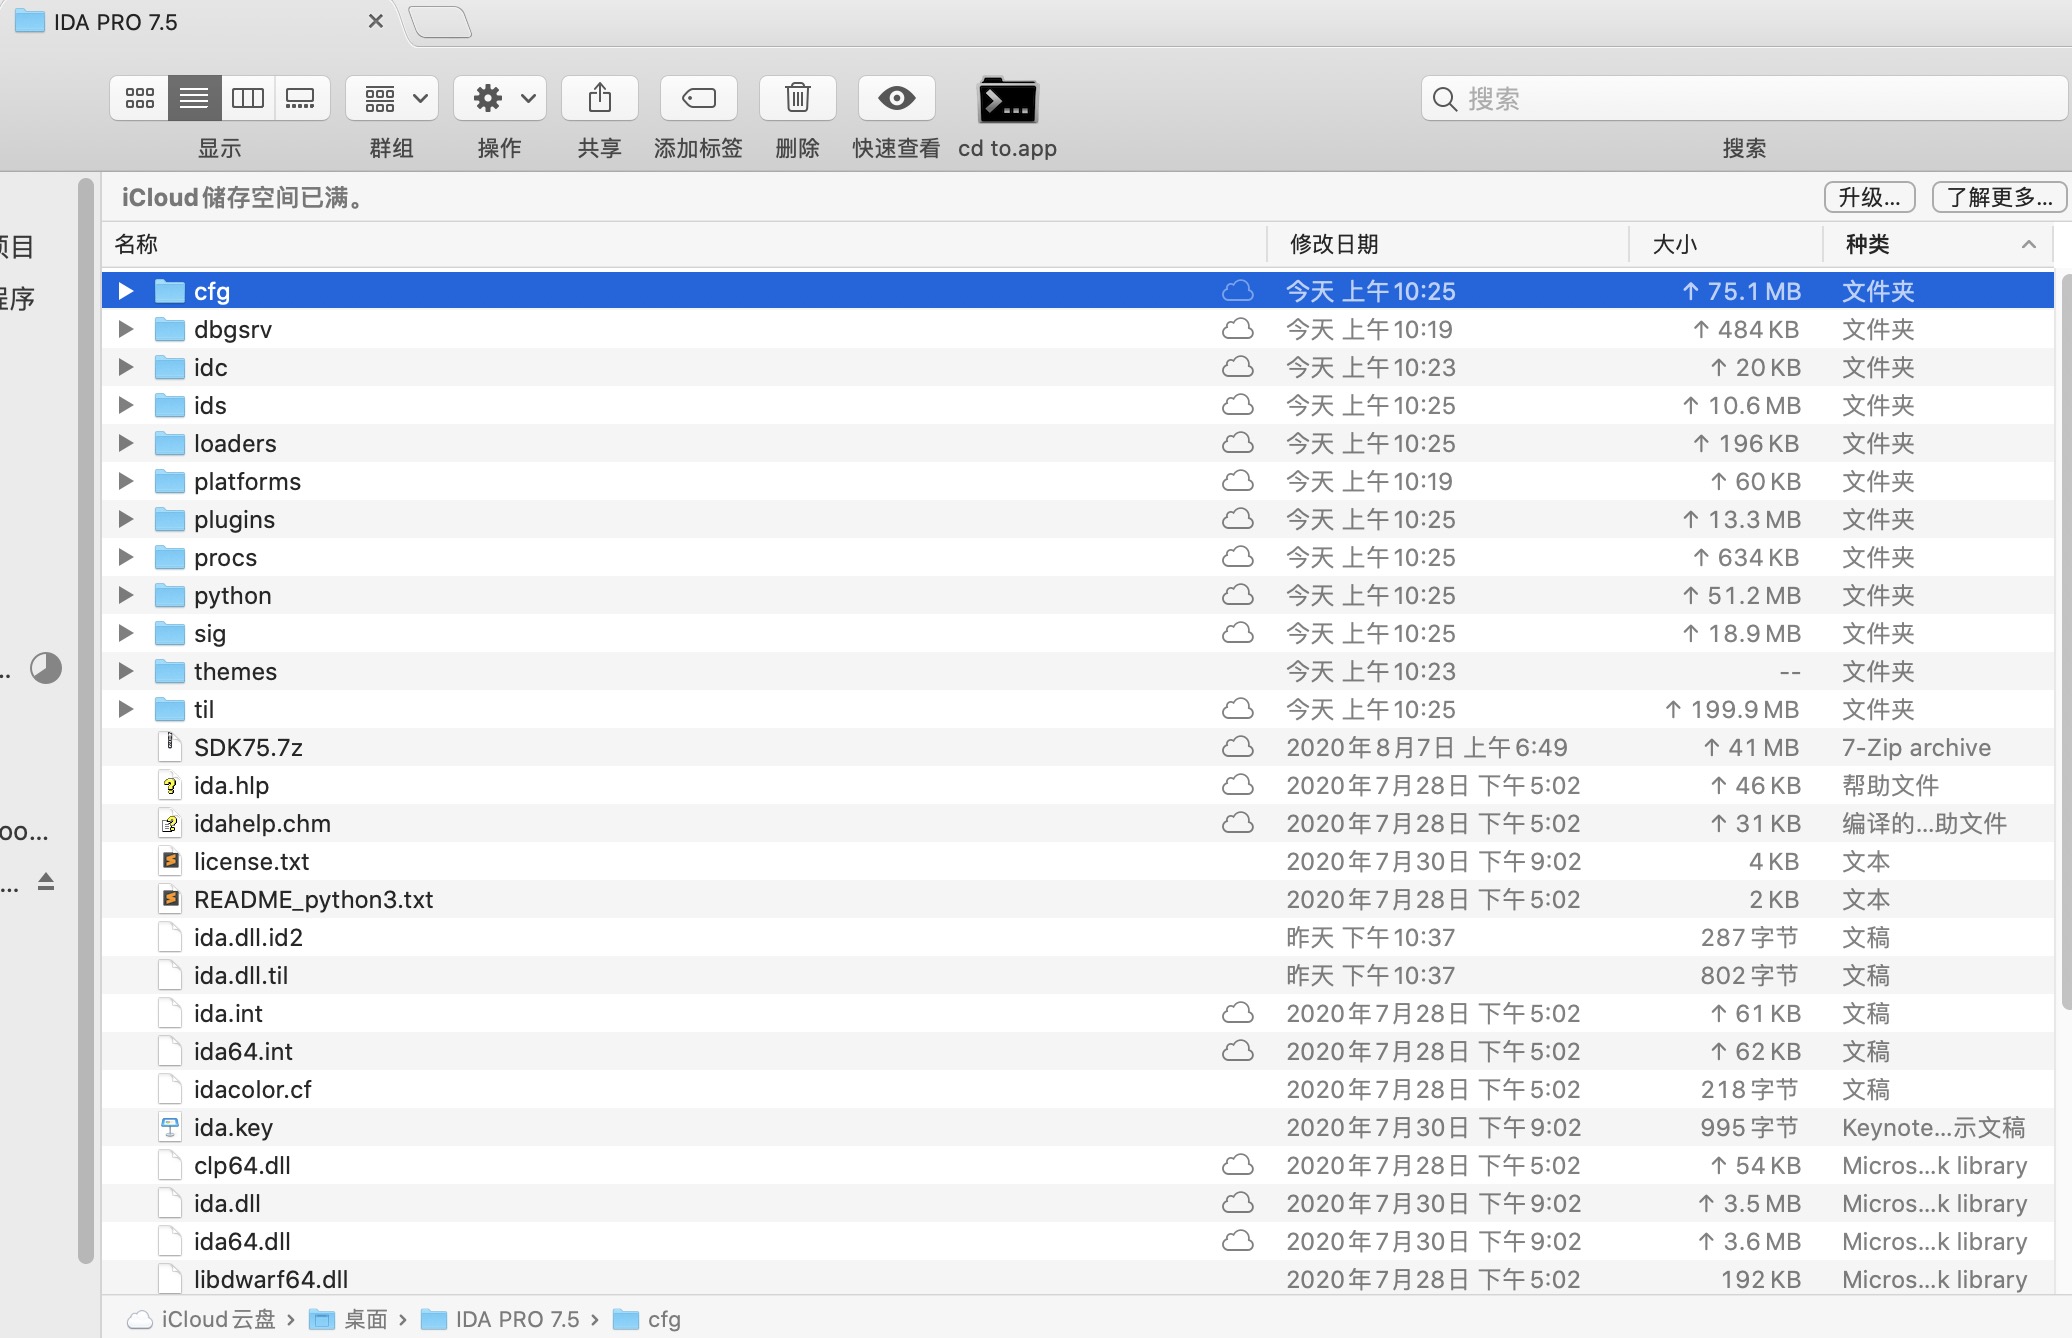 IDA PRO 7.5
显示 群组 操作 共享 添加标签 删除 快速查看 cd to.app
搜索
搜索
iCloud储存空间已满。 升级... 了解更多...
项目
程序
...
oo...
...
名称 修改日期 大小 种类
cfg 今天 上午10:25 ↑ 75.1 MB 文件夹
dbgsrv 今天 上午10:19 ↑ 484 KB 文件夹
idc 今天 上午10:23 ↑ 20 KB 文件夹
ids 今天 上午10:25 ↑ 10.6 MB 文件夹
loaders 今天 上午10:25 ↑ 196 KB 文件夹
platforms 今天 上午10:19 ↑ 60 KB 文件夹
plugins 今天 上午10:25 ↑ 13.3 MB 文件夹
procs 今天 上午10:25 ↑ 634 KB 文件夹
python 今天 上午10:25 ↑ 51.2 MB 文件夹
sig 今天 上午10:25 ↑ 18.9 MB 文件夹
themes 今天 上午10:23 -- 文件夹
til 今天 上午10:25 ↑ 199.9 MB 文件夹
SDK75.7z 2020年8月7日 上午6:49 ↑ 41 MB 7-Zip archive
ida.hlp 2020年7月28日 下午5:02 ↑ 46 KB 帮助文件
idahelp.chm 2020年7月28日 下午5:02 ↑ 31 KB 编译的...助文件
license.txt 2020年7月30日 下午9:02 4 KB 文本
README_python3.txt 2020年7月28日 下午5:02 2 KB 文本
ida.dll.id2 昨天 下午10:37 287 字节 文稿
ida.dll.til 昨天 下午10:37 802 字节 文稿
ida.int 2020年7月28日 下午5:02 ↑ 61 KB 文稿
ida64.int 2020年7月28日 下午5:02 ↑ 62 KB 文稿
idacolor.cf 2020年7月28日 下午5:02 218 字节 文稿
ida.key 2020年7月30日 下午9:02 995 字节 Keynote...示文稿
clp64.dll 2020年7月28日 下午5:02 ↑ 54 KB Micros...k library
ida.dll 2020年7月30日 下午9:02 ↑ 3.5 MB Micros...k library
ida64.dll 2020年7月30日 下午9:02 ↑ 3.6 MB Micros...k library
libdwarf64.dll 2020年7月28日 下午5:02 192 KB Micros...k library
iCloud云盘 › 桌面 › IDA PRO 7.5 › cfg